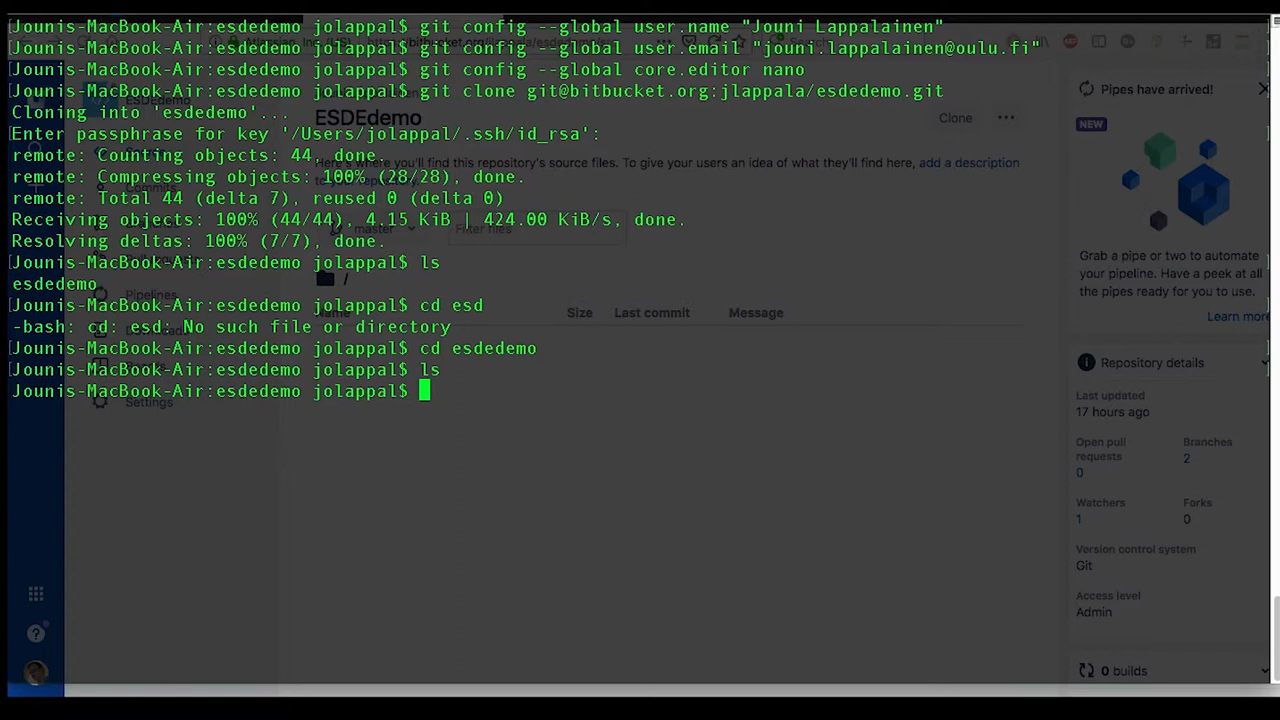 [Jounis-MacBook-Air:esdedemo jolappal$ git config --global user.name "Jouni Lappalainen"
[Jounis-MacBook-Air:esdedemo jolappal$ git config --global user.email "jouni.lappalainen@oulu.fi"
[Jounis-MacBook-Air:esdedemo jolappal$ git config --global core.editor nano
[Jounis-MacBook-Air:esdedemo jolappal$ git clone git@bitbucket.org:jlappala/esdedemo.git
Cloning into 'esdedemo'...
[Enter passphrase for key '/Users/jolappal/.ssh/id_rsa':
remote: Counting objects: 44, done.
remote: Compressing objects: 100% (28/28), done.
remote: Total 44 (delta 7), reused 0 (delta 0)
Receiving objects: 100% (44/44), 4.15 KiB | 424.00 KiB/s, done.
Resolving deltas: 100% (7/7), done.
[Jounis-MacBook-Air:esdedemo jolappal$ ls
esdedemo
[Jounis-MacBook-Air:esdedemo jolappal$ cd esd
-bash: cd: esd: No such file or directory
[Jounis-MacBook-Air:esdedemo jolappal$ cd esdedemo
[Jounis-MacBook-Air:esdedemo jolappal$ ls
Jounis-MacBook-Air:esdedemo jolappal$
ESDEdemo
Clone
Here's where you'll find this repository's source files. To give your users an idea of what they'll find here, add a description
to your repository.
master
Filter files
/
Name Size Last commit Message
Commits
Pipelines
Settings
Pipes have arrived!
NEW
Grab a pipe or two to automate
your pipeline. Have a peek at all
the pipes ready for you to use.
Learn more
Repository details
Last updated
17 hours ago
Open pull requests
0
Branches
2
Watchers
1
Forks
0
Version control system
Git
Access level
Admin
0 builds